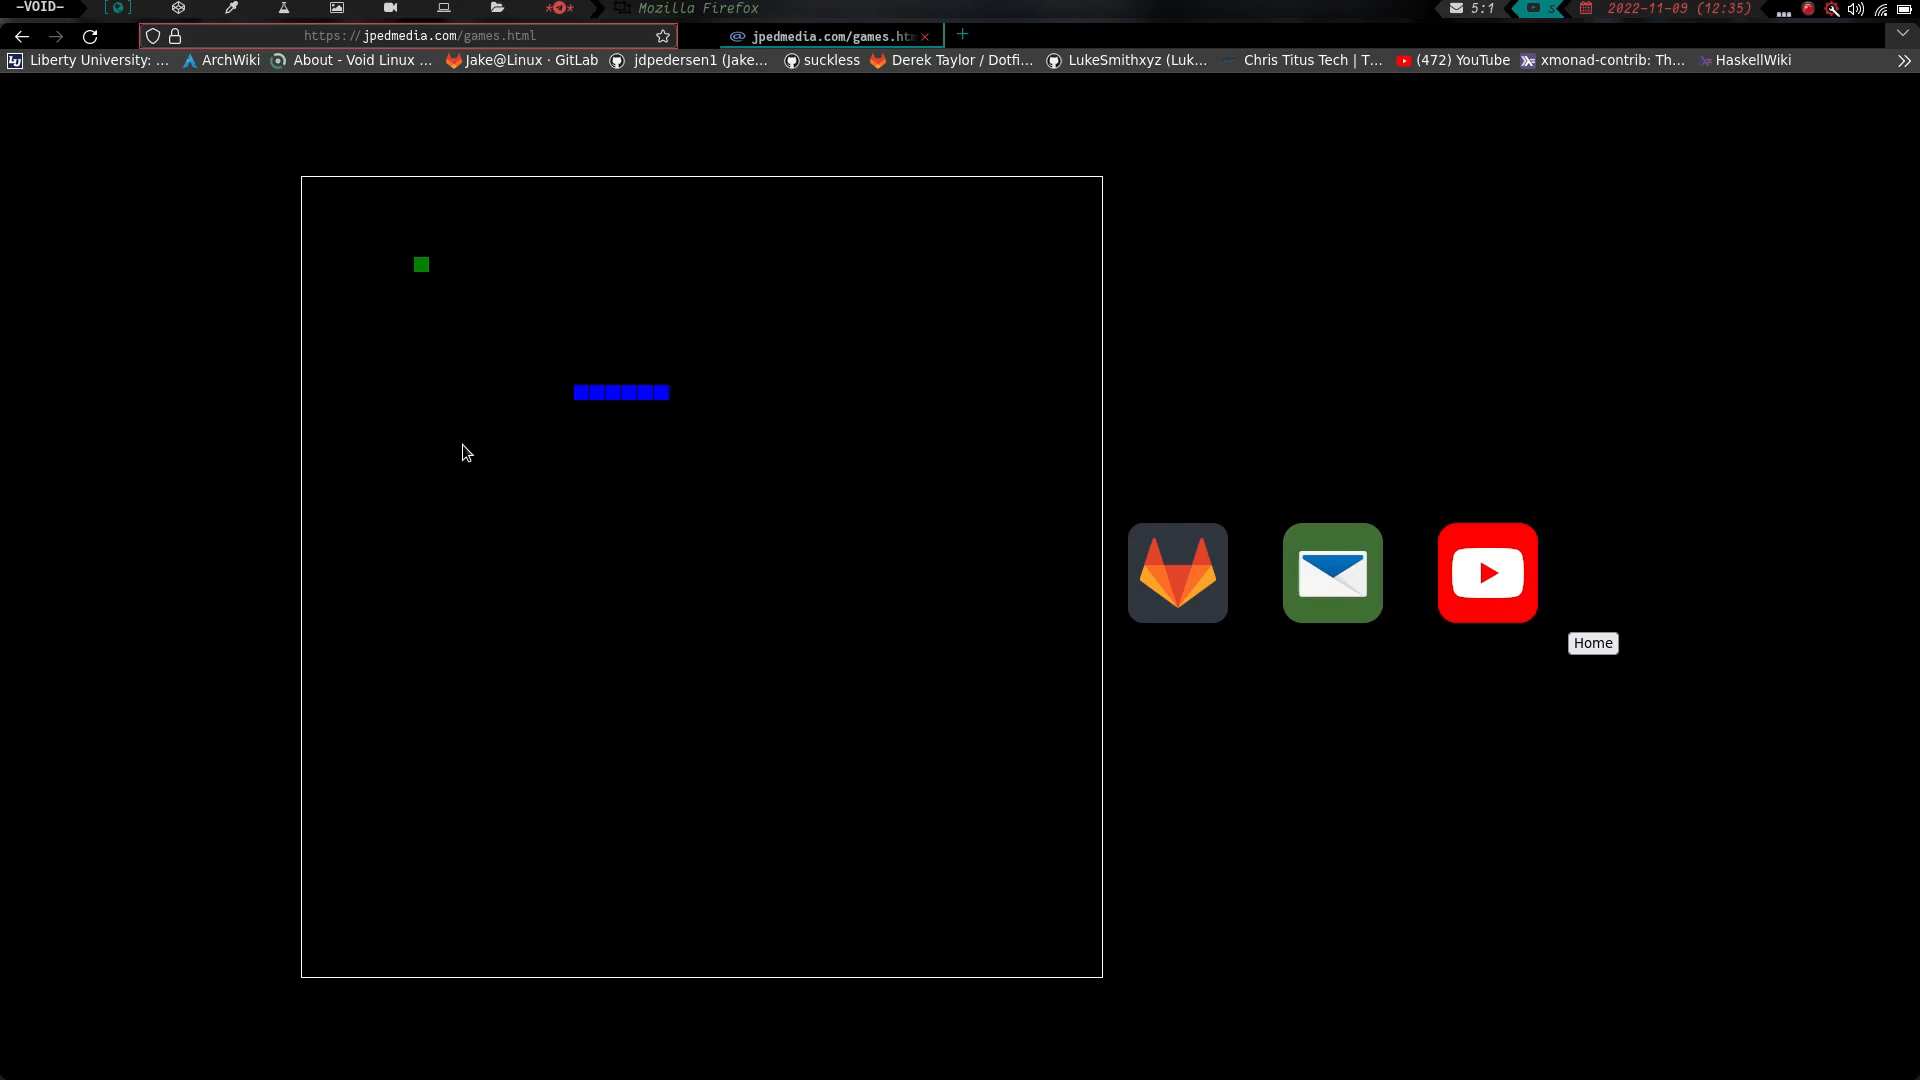 —VOID— Mozilla Firefox 5:1 s 2022-11-09 (12:35)
https://jpedmedia.com/games.html jpedmedia.com/games.ht
Liberty University: ... ArchWiki About - Void Linux ... Jake@Linux · GitLab jdpedersen1 (Jake... suckless Derek Taylor / Dotfi... LukeSmithxyz (Luk... Chris Titus Tech | T... (472) YouTube xmonad-contrib: Th... HaskellWiki
Home